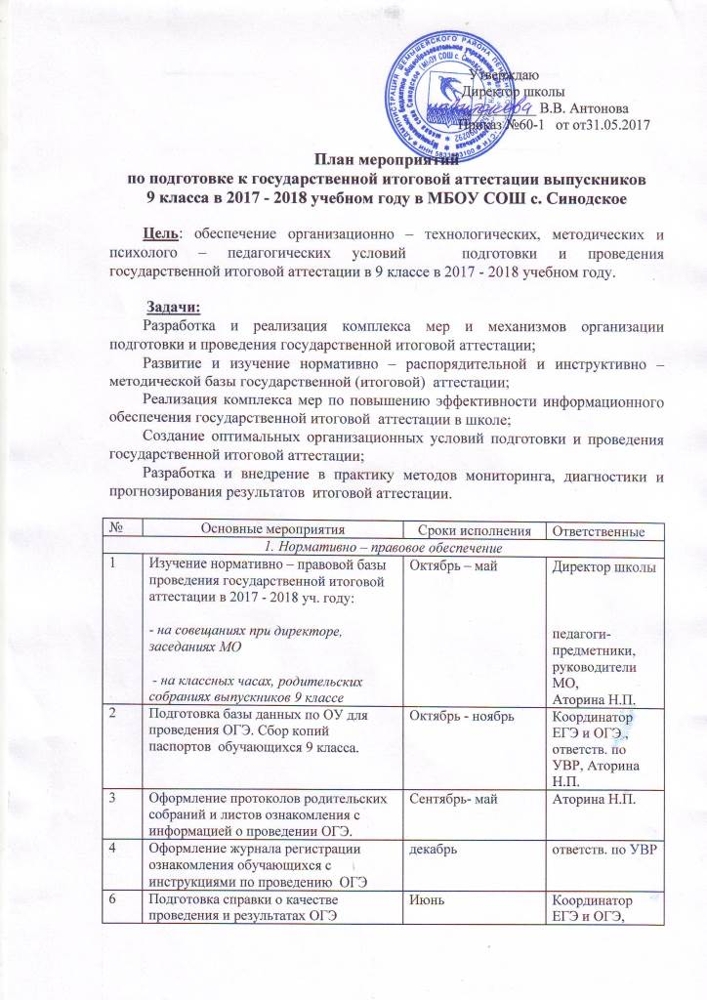 Утверждаю
Директор школы
В.В. Антонова
Приказ №60-1 от от31.05.2017
План мероприятий
по подготовке к государственной итоговой аттестации выпускников
9 класса в 2017 - 2018 учебном году в МБОУ СОШ с. Синодское
Цель: обеспечение организационно – технологических, методических и
психолого – педагогических условий подготовки и проведения
государственной итоговой аттестации в 9 классе в 2017 - 2018 учебном году.
Задачи:
Разработка и реализация комплекса мер и механизмов организации
подготовки и проведения государственной итоговой аттестации;
Развитие и изучение нормативно – распорядительной и инструктивно –
методической базы государственной (итоговой) аттестации;
Реализация комплекса мер по повышению эффективности информационного
обеспечения государственной итоговой аттестации в школе;
Создание оптимальных организационных условий подготовки и проведения
государственной итоговой аттестации;
Разработка и внедрение в практику методов мониторинга, диагностики и
прогнозирования результатов итоговой аттестации.
№ Основные мероприятия Сроки исполнения Ответственные
1. Нормативно – правовое обеспечение
1 Изучение нормативно – правовой базы Октябрь – май Директор школы
проведения государственной итоговой
аттестации в 2017 - 2018 уч. году:
- на совещаниях при директоре, педагоги-
заседаниях МО предметники,
руководители
- на классных часах, родительских МО,
собраниях выпускников 9 классе Аторина Н.П.
2 Подготовка базы данных по ОУ для Октябрь - ноябрь Координатор
проведения ОГЭ. Сбор копий ЕГЭ и ОГЭ.,
паспортов обучающихся 9 класса. ответств. по
УВР, Аторина
Н.П.
3 Оформление протоколов родительских Сентябрь- май Аторина Н.П.
собраний и листов ознакомления с
информацией о проведении ОГЭ.
4 Оформление журнала регистрации декабрь ответств. по УВР
ознакомления обучающихся с
инструкциями по проведению ОГЭ
6 Подготовка справки о качестве Июнь Координатор
проведения и результатах ОГЭ ЕГЭ и ОГЭ,